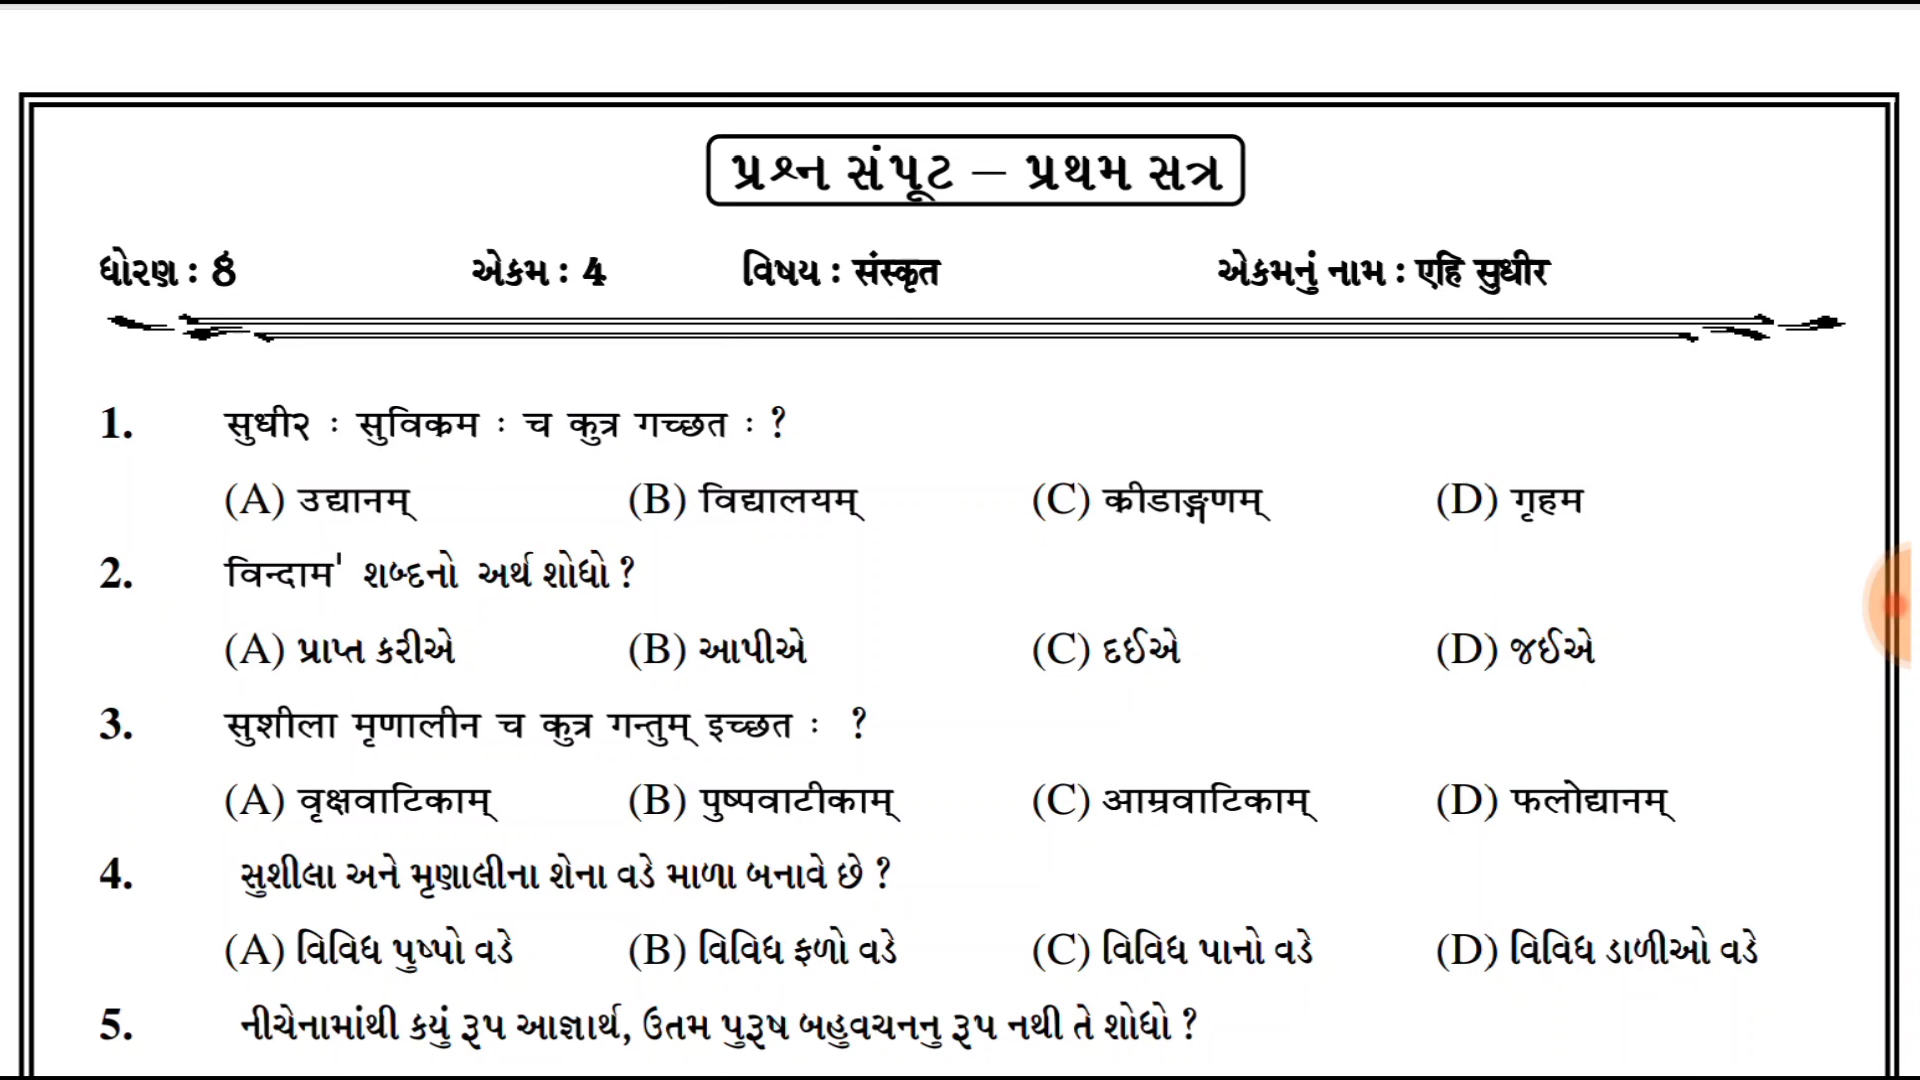 પ્રશ્ન સંપૂટ – પ્રથમ સત્ર
ધોરણ : 8 એકમ : 4 વિષય : संस्कृत એકમનું નામ : एहि सुधीर
1. सुधीर : सुविक्रम : च कुत्र गच्छत : ?
(A) उद्यानम् (B) विद्यालयम् (C) क्रीडाङ्गणम् (D) गृहम
2. विन्दाम' શબ્દનો અર્થ શોધો ?
(A) પ્રાપ્ત કરીએ (B) આપીએ (C) દઈએ (D) જઈએ
3. सुशीला मृणालीन च कुत्र गन्तुम् इच्छत : ?
(A) वृक्षवाटिकाम् (B) पुष्पवाटीकाम् (C) आम्रवाटिकाम् (D) फलोद्यानम्
4. સુશીલા અને મૃણાલીના શેના વડે માળા બનાવે છે ?
(A) વિવિધ પુષ્પો વડે (B) વિવિધ ફળો વડે (C) વિવિધ પાનો વડે (D) વિવિધ ડાળીઓ વડે
5. નીચેનામાંથી કયું રૂપ આજ્ઞાર્થ, ઉતમ પુરૂષ બહુવચનનુ રૂપ નથી તે શોધો ?